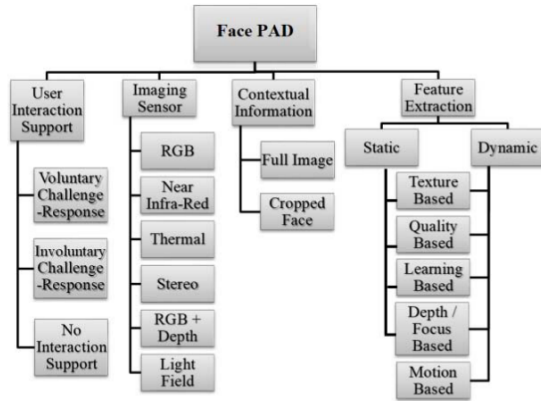 Face PAD
User
Interaction
Support
Voluntary
Challenge
-Response
Involuntary
Challenge
-Response
No
Interaction
Support
Imaging
Sensor
RGB
Near
Infra-Red
Thermal
Stereo
RGB +
Depth
Light
Field
Contextual
Information
Full Image
Cropped
Face
Feature
Extraction
Static
Dynamic
Texture
Based
Quality
Based
Learning
Based
Depth /
Focus
Based
Motion
Based